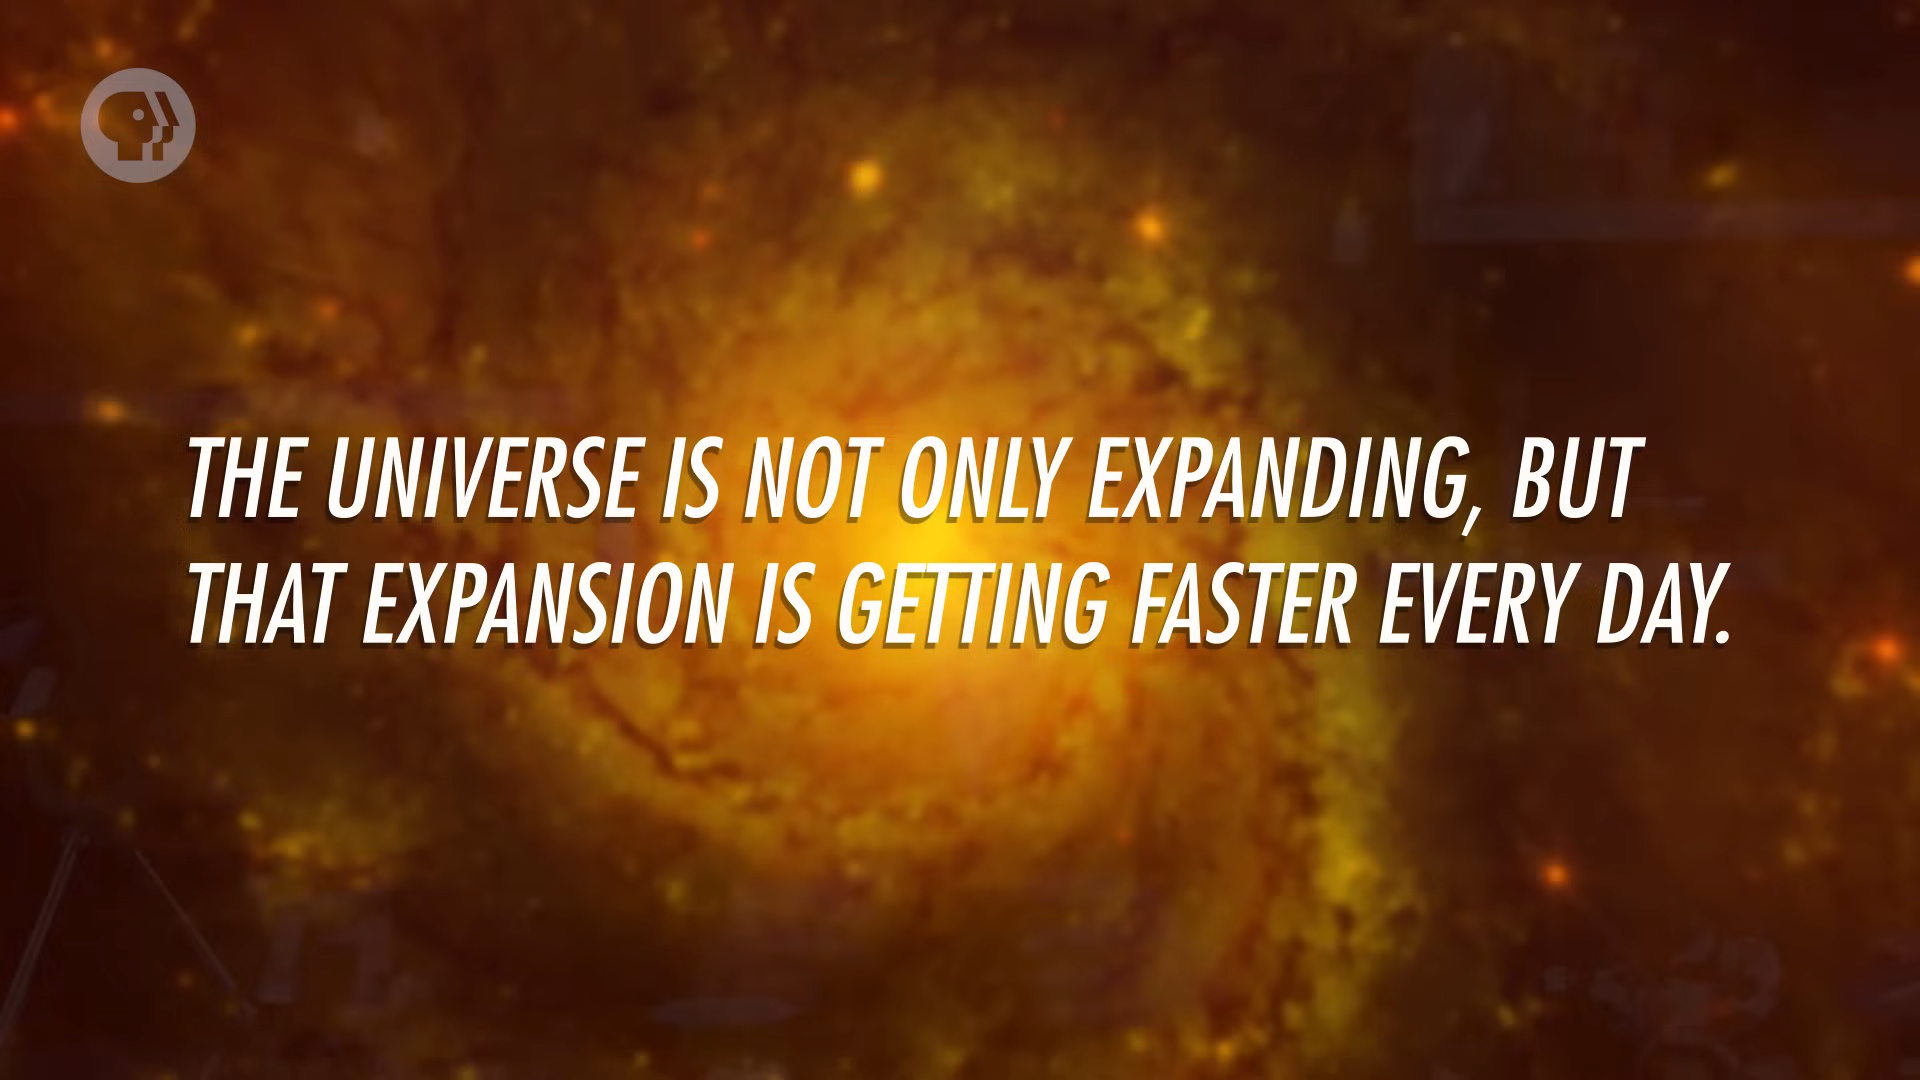 THE UNIVERSE IS NOT ONLY EXPANDING, BUT
THAT EXPANSION IS GETTING FASTER EVERY DAY.